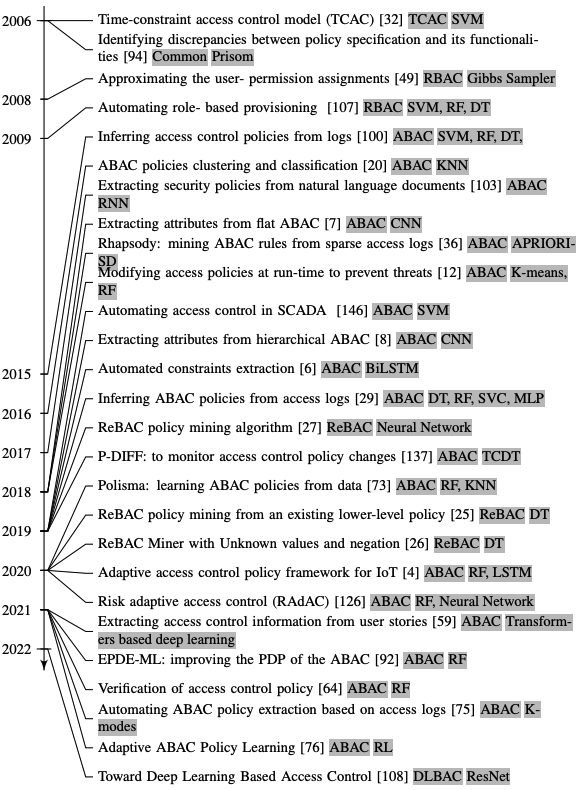 2006
Time-constraint access control model (TCAC) [32] TCAC SVM
Identifying discrepancies between policy specification and its functionali-
ties [94] Common Prisom
Approximating the user- permission assignments [49] RBAC Gibbs Sampler
2008
Automating role- based provisioning [107] RBAC SVM, RF, DT
2009
Inferring access control policies from logs [100] ABAC SVM, RF, DT,
ABAC policies clustering and classification [20] ABAC KNN
Extracting security policies from natural language documents [103] ABAC
RNN
Extracting attributes from flat ABAC [7] ABAC CNN
Rhapsody: mining ABAC rules from sparse access logs [36] ABAC APRIORI-
SD
Modifying access policies at run-time to prevent threats [12] ABAC K-means,
RF
Automating access control in SCADA [146] ABAC SVM
Extracting attributes from hierarchical ABAC [8] ABAC CNN
Automated constraints extraction [6] ABAC BiLSTM
2015
Inferring ABAC policies from access logs [29] ABAC DT, RF, SVC, MLP
2016
ReBAC policy mining algorithm [27] ReBAC Neural Network
2017
P-DIFF: to monitor access control policy changes [137] ABAC TCDT
Polisma: learning ABAC policies from data [73] ABAC RF, KNN
2018
ReBAC policy mining from an existing lower-level policy [25] ReBAC DT
2019
ReBAC Miner with Unknown values and negation [26] ReBAC DT
2020
Adaptive access control policy framework for IoT [4] ABAC RF, LSTM
Risk adaptive access control (RAdAC) [126] ABAC RF, Neural Network
2021
Extracting access control information from user stories [59] ABAC Transform-
ers based deep learning
2022
EPDE-ML: improving the PDP of the ABAC [92] ABAC RF
Verification of access control policy [64] ABAC RF
Automating ABAC policy extraction based on access logs [75] ABAC K-
modes
Adaptive ABAC Policy Learning [76] ABAC RL
Toward Deep Learning Based Access Control [108] DLBAC ResNet